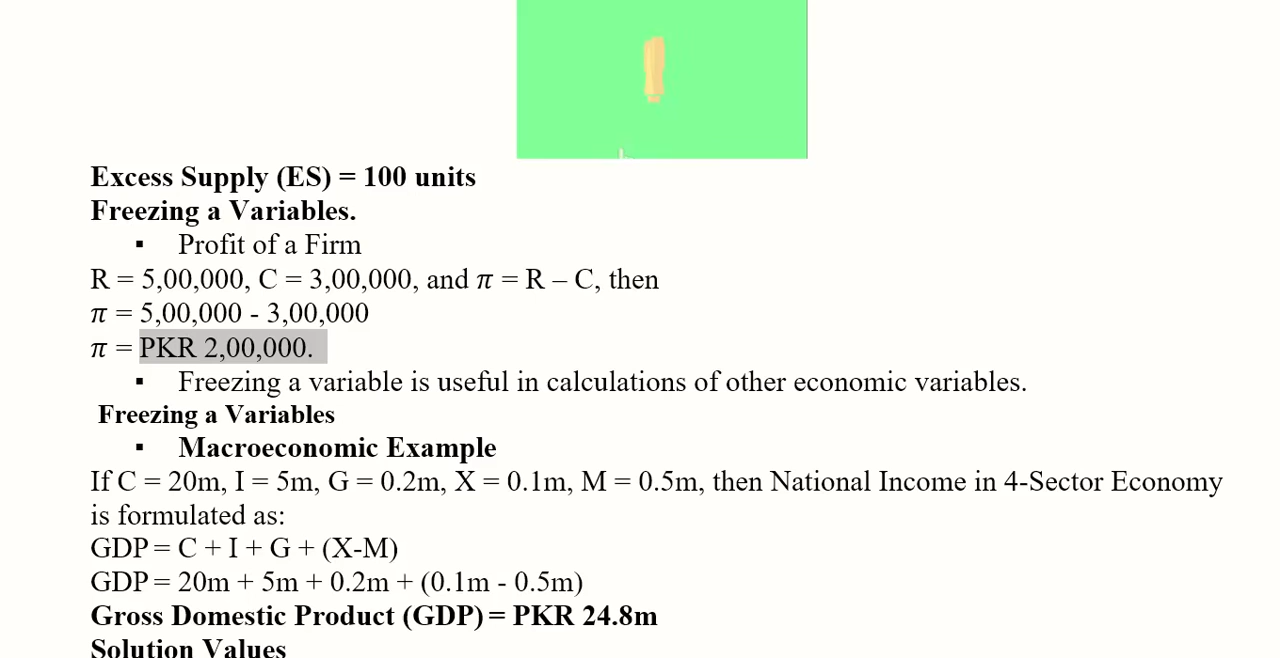 Excess Supply (ES) = 100 units
Freezing a Variables.
▪ Profit of a Firm
R = 5,00,000, C = 3,00,000, and π = R – C, then
π = 5,00,000 - 3,00,000
π = PKR 2,00,000.
▪ Freezing a variable is useful in calculations of other economic variables.
Freezing a Variables
▪ Macroeconomic Example
If C = 20m, I = 5m, G = 0.2m, X = 0.1m, M = 0.5m, then National Income in 4-Sector Economy
is formulated as:
GDP = C + I + G + (X-M)
GDP = 20m + 5m + 0.2m + (0.1m - 0.5m)
Gross Domestic Product (GDP) = PKR 24.8m
Solution Values